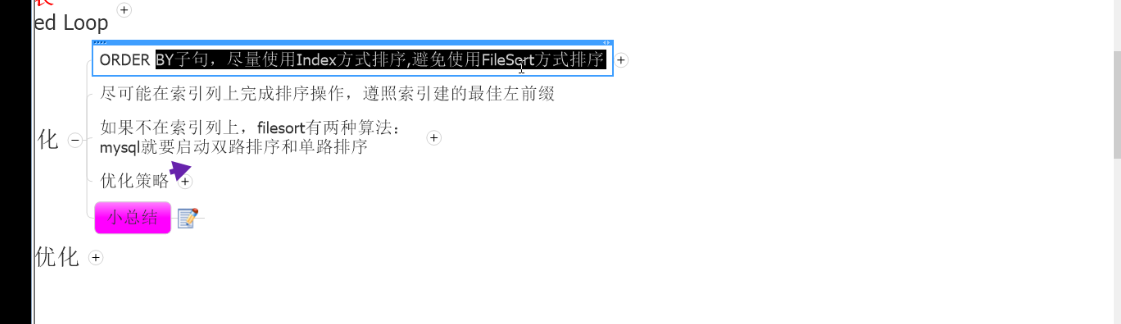 ed Loop
ORDER BY子句，尽量使用Index方式排序,避免使用FileSort方式排序
尽可能在索引列上完成排序操作，遵照索引建的最佳左前缀
化
如果不在索引列上，filesort有两种算法：
mysql就要启动双路排序和单路排序
优化策略
小总结
优化